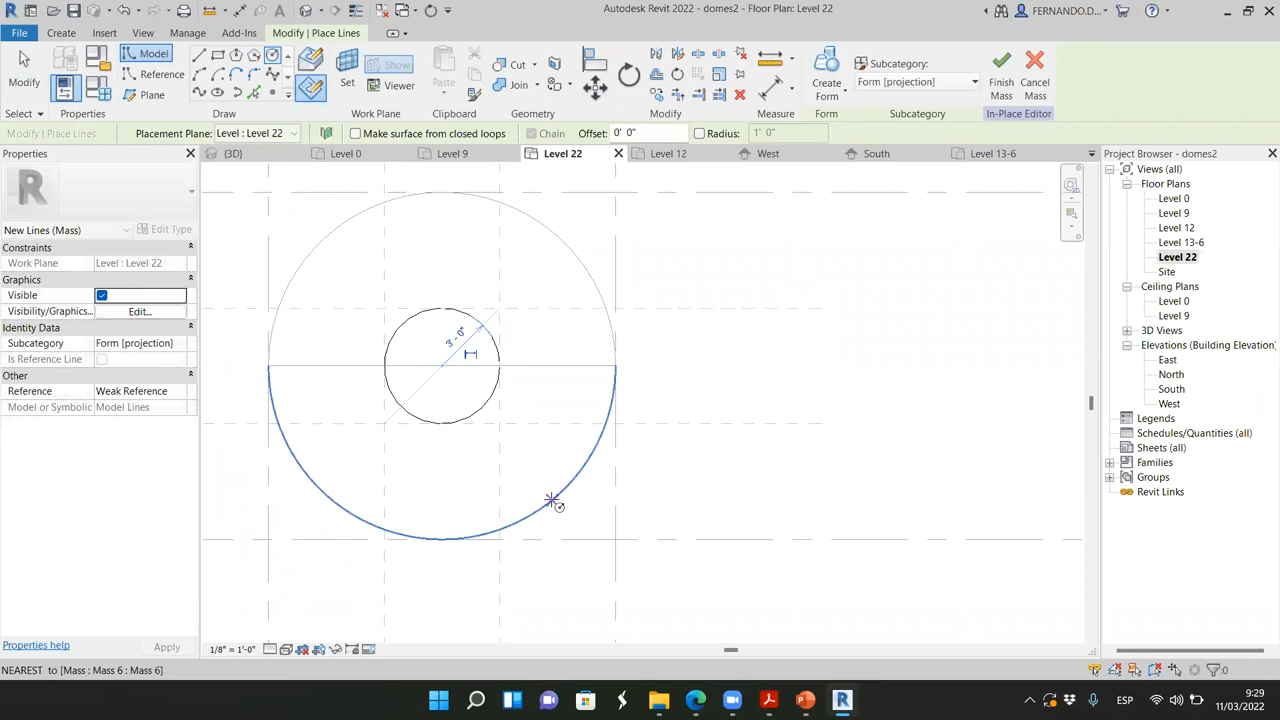 Autodesk Revit 2022 - domes2 - Floor Plan: Level 22
FERNANDO.D...
File Create Insert View Manage Add-Ins Modify | Place Lines
Modify
Model
Reference
Plane
Set
Show
Viewer
Paste
Cut
Join
Create
Form
Subcategory:
Form [projection]
Finish
Mass
Cancel
Mass
Select Properties Draw Work Plane Clipboard Geometry Modify Measure Form Subcategory In-Place Editor
Modify | Place Lines Placement Plane: Level : Level 22 Make surface from closed loops Chain Offset: 0' 0" Radius: 1' 0"
Properties
{3D} Level 0 Level 9 Level 22 Level 12 West South Level 13-6
New Lines (Mass) Edit Type
Constraints
Work Plane Level : Level 22
Graphics
Visible
Visibility/Graphics... Edit...
Identity Data
Subcategory Form [projection]
Is Reference Line
Other
Reference Weak Reference
Model or Symbolic Model Lines
Properties help Apply
3' - 0"
Project Browser - domes2
Views (all)
Floor Plans
Level 0
Level 9
Level 12
Level 13-6
Level 22
Site
Ceiling Plans
Level 0
Level 9
3D Views
Elevations (Building Elevation)
East
North
South
West
Legends
Schedules/Quantities (all)
Sheets (all)
Families
Groups
Revit Links
1/8" = 1'-0"
NEAREST to [Mass : Mass 6 : Mass 6]
:0
ESP
9:29
11/03/2022